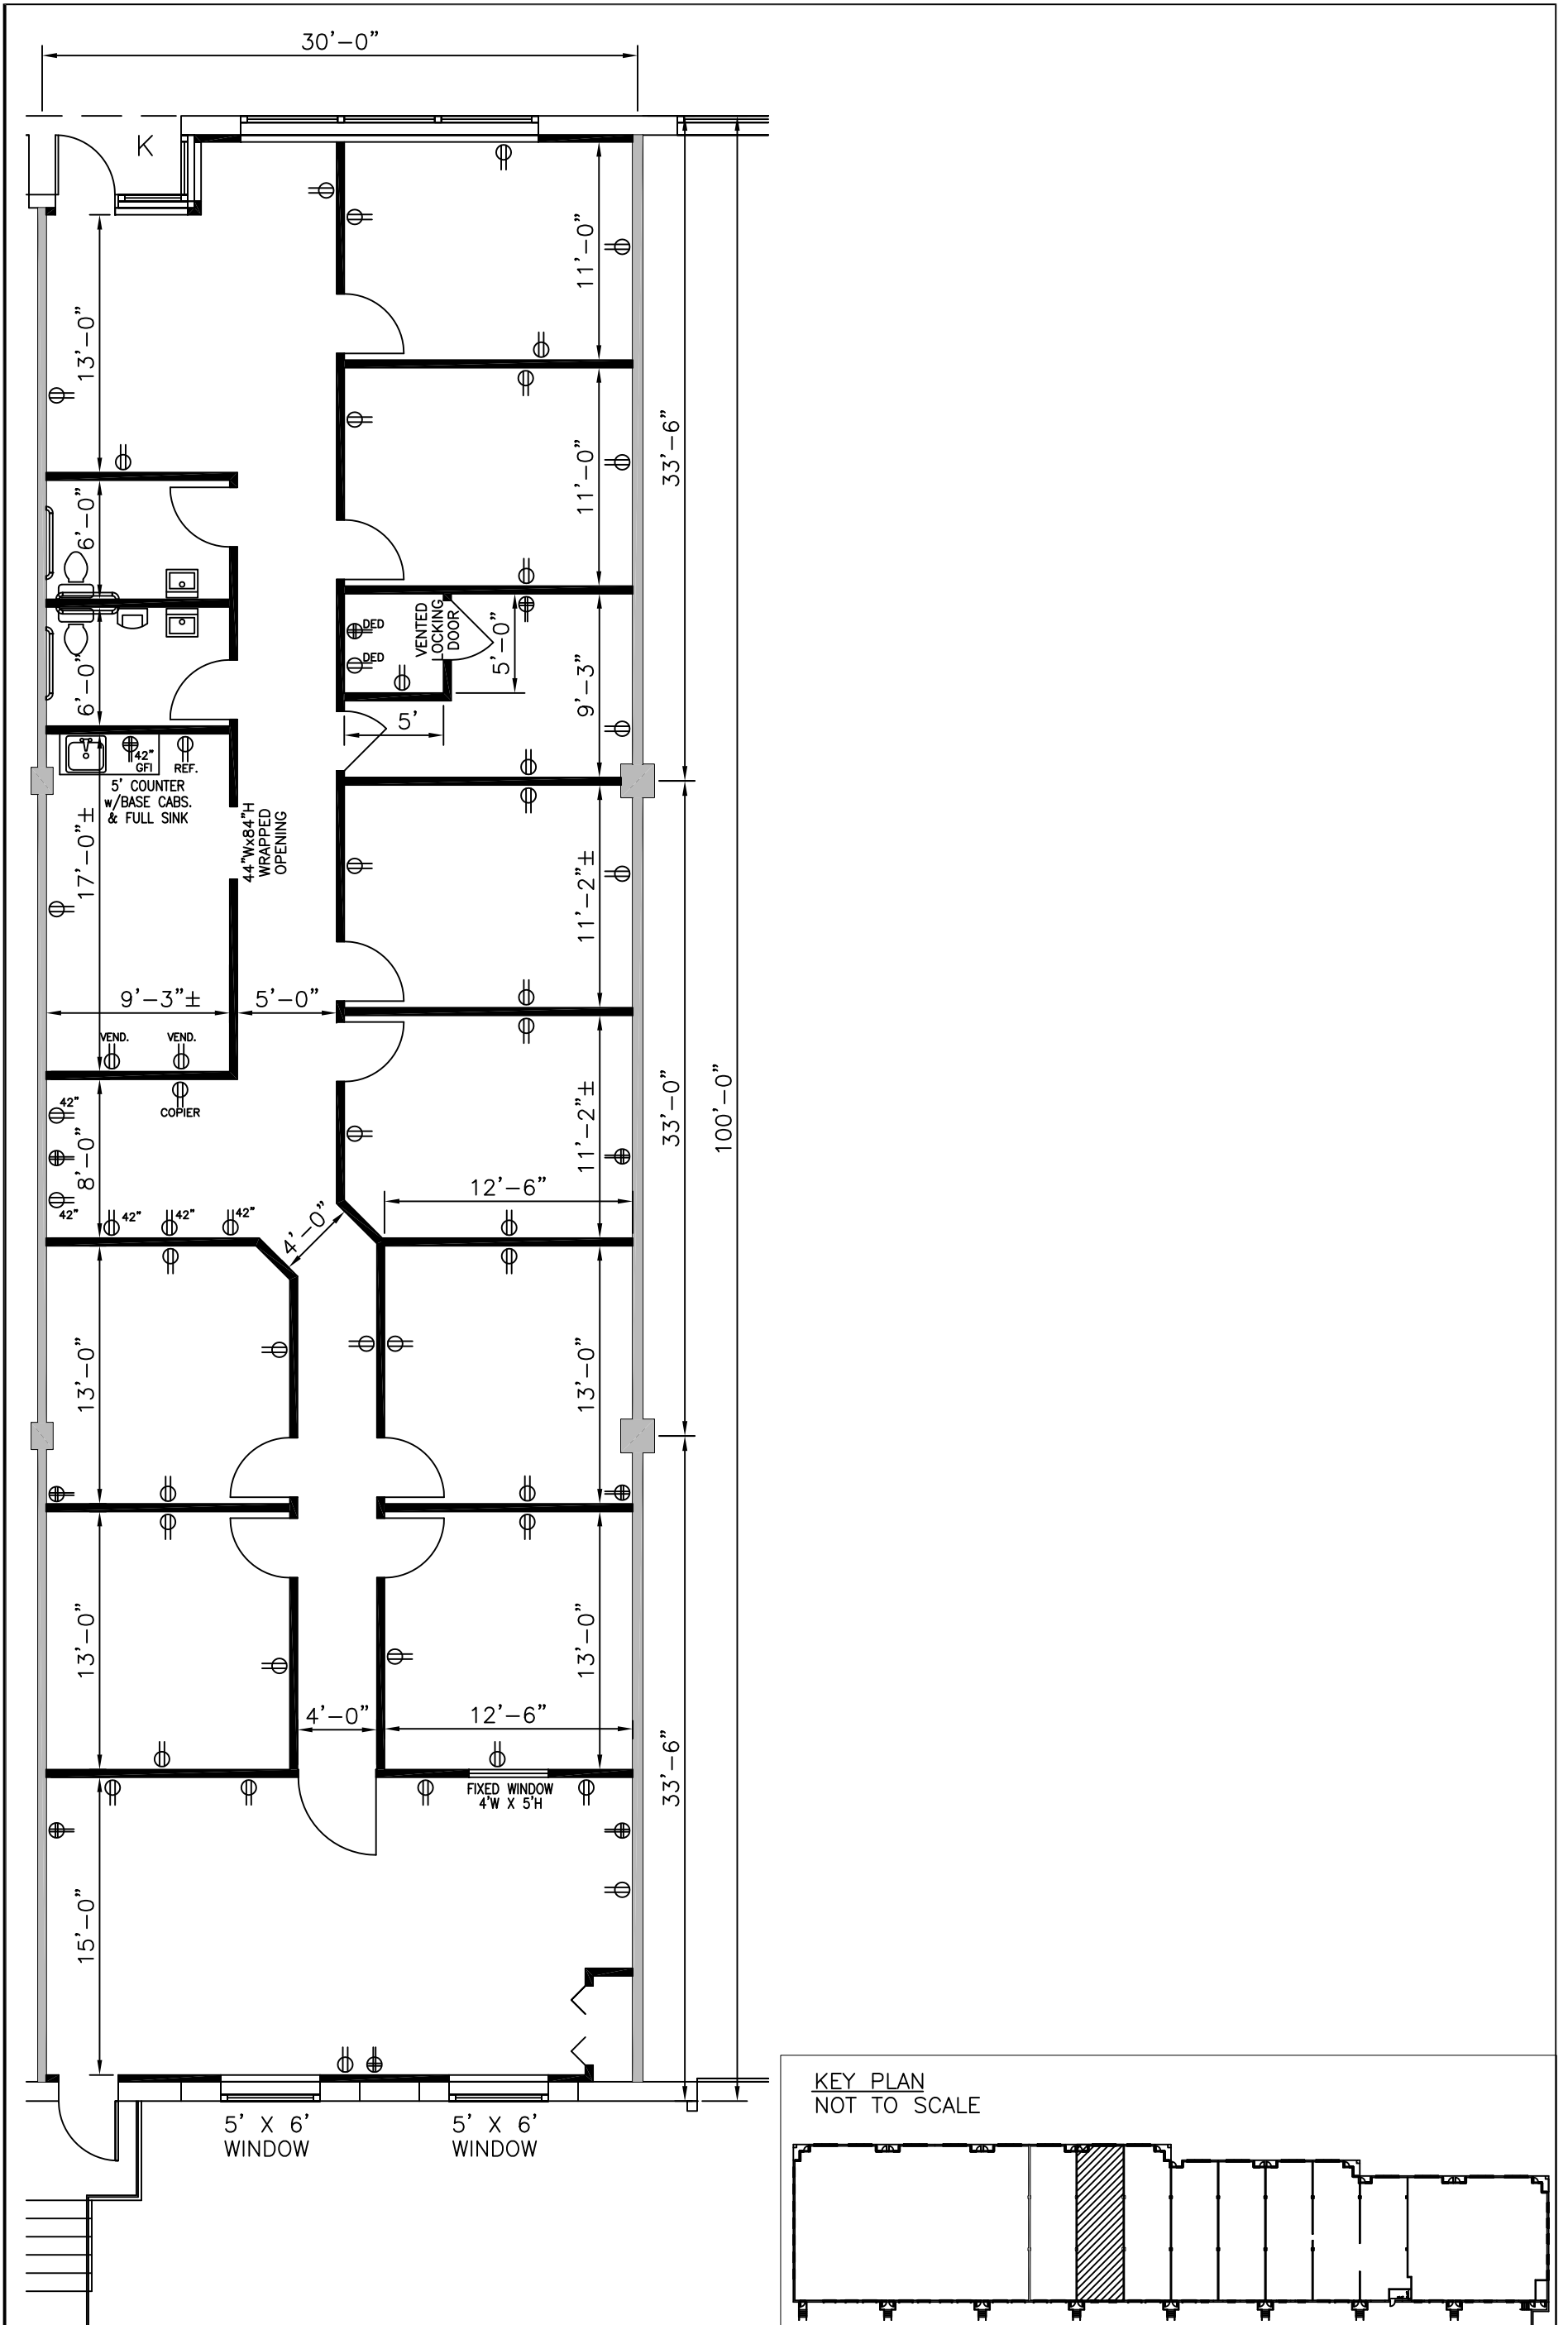 30'-0"
K
11'-0"
13'-0"
11'-0"
33'-6"
6'-0"
VENTED
LOCKING
DOOR
DED
DED
5'-0"
9'-3"
6'-0"
5'
42"
GFI
REF.
5' COUNTER
w/BASE CABS.
& FULL SINK
44"Wx84"H
WRAPPED
OPENING
17'-0"±
11'-2"±
9'-3"±
5'-0"
VEND.
VEND.
COPIER
42"
8'-0"
11'-2"±
33'-0"
100'-0"
12'-6"
42"
42"
42"
42"
4'-0"
13'-0"
13'-0"
13'-0"
13'-0"
4'-0"
12'-6"
33'-6"
FIXED WINDOW
4'W X 5'H
15'-0"
5' X 6'
WINDOW
5' X 6'
WINDOW
KEY PLAN
NOT TO SCALE